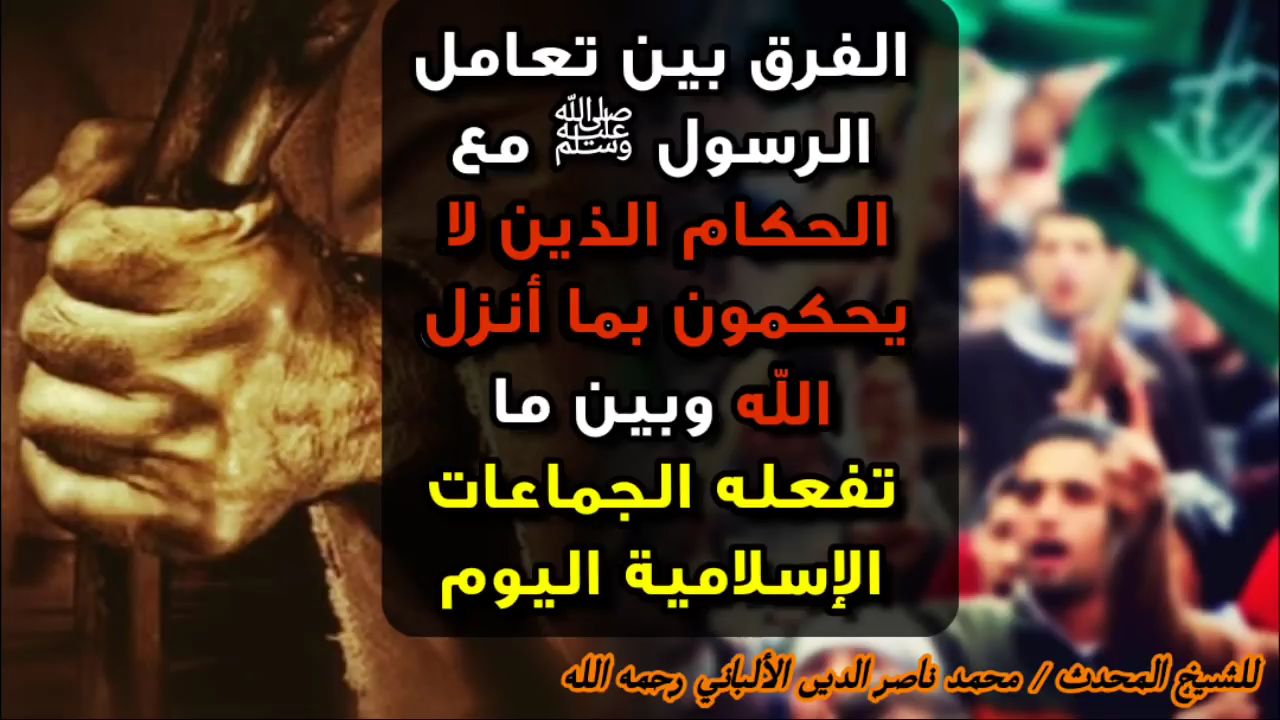 الفرق بين تعامل
الرسول ﷺ مع
الحكام الذين لا
يحكمون بما أنزل
اللّه وبين ما
تفعله الجماعات
الإسلامية اليوم
للشيخ المحدث / محمد ناصر الدين الألباني رحمه الله